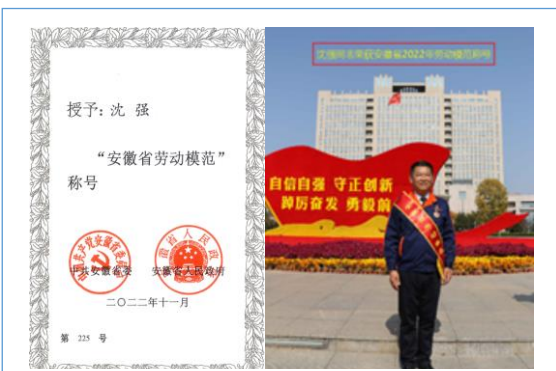 授予: 沈 强
“安徽省劳动模范”
称号
中共安徽省委
安徽省人民政府
二〇二二年十一月
第 225 号
沈强同志荣获安徽省2022年劳动模范称号
自信自强 守正创新
踔厉奋发 勇毅前